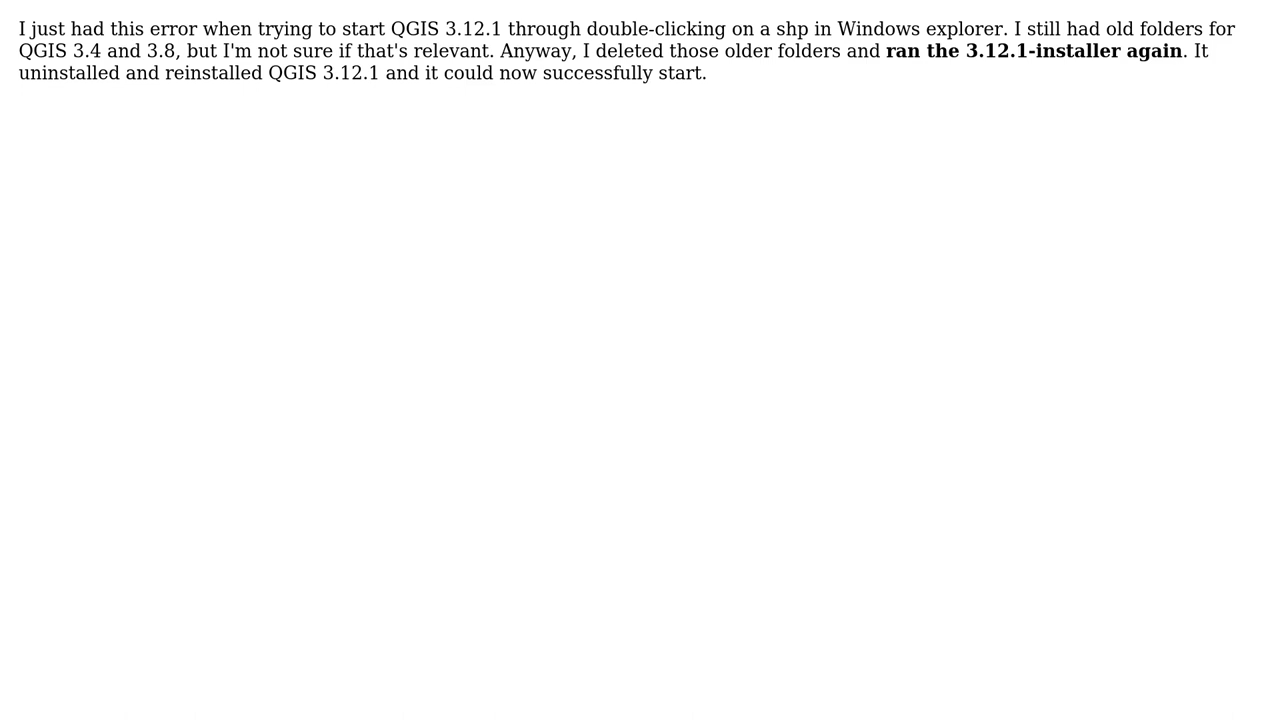 I just had this error when trying to start QGIS 3.12.1 through double-clicking on a shp in Windows explorer. I still had old folders for
QGIS 3.4 and 3.8, but I'm not sure if that's relevant. Anyway, I deleted those older folders and ran the 3.12.1-installer again. It
uninstalled and reinstalled QGIS 3.12.1 and it could now successfully start.